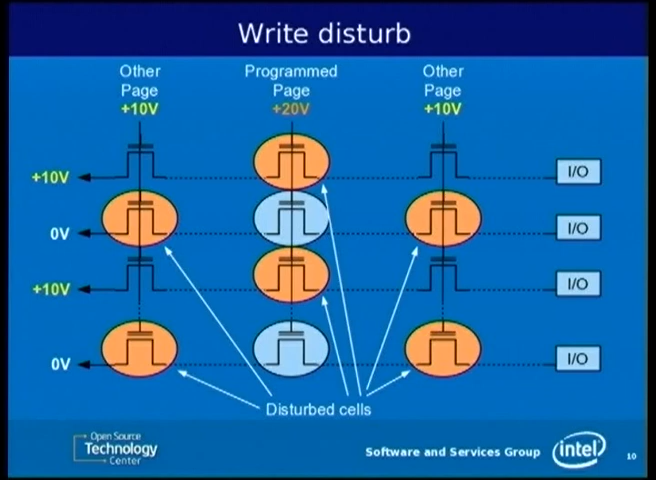 Write disturb
Other Page +10V
Programmed Page +20V
Other Page +10V
+10V
I/O
0V
I/O
+10V
I/O
0V
I/O
Disturbed cells
Open Source
Technology
Center
Software and Services Group
intel
10